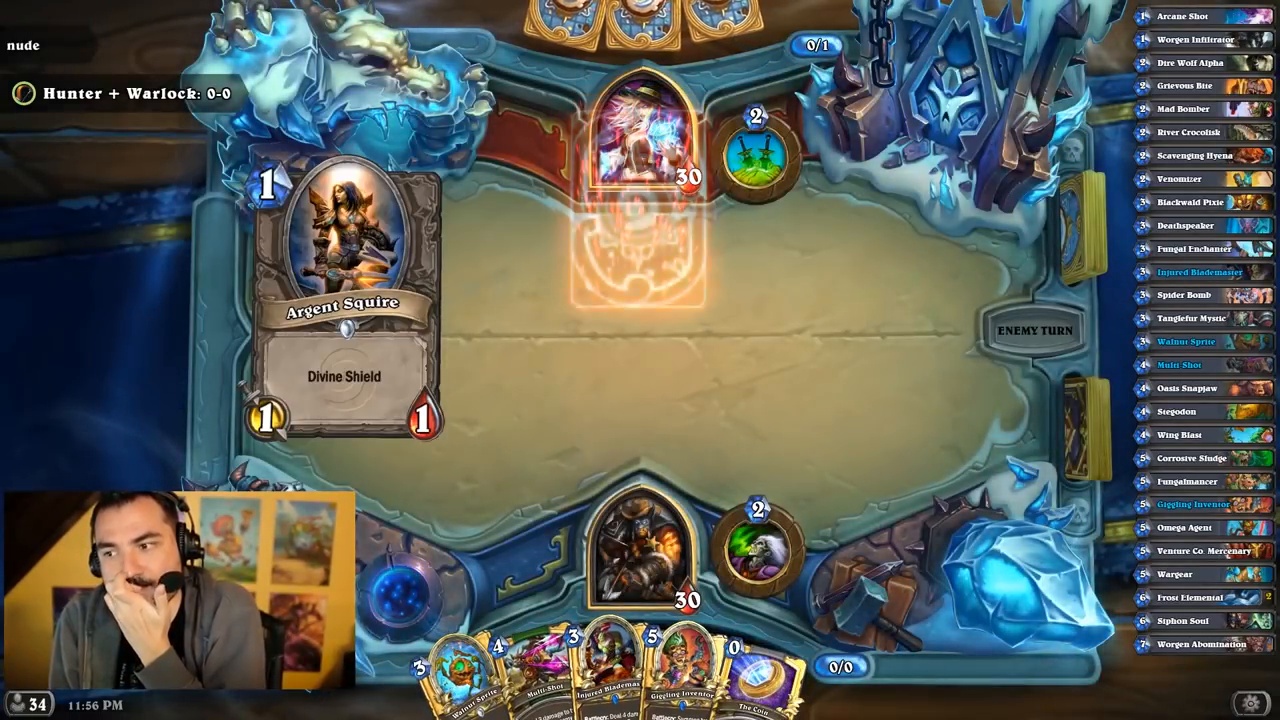 nude
Hunter + Warlock: 0-0
0/1
30
2
1
Argent Squire
Divine Shield
1
1
ENEMY TURN
30
2
3
Walnut Sprite
4
Multi-Shot
3
Injured Blademas
5
Giggling Inventor
0
The Coin
0/0
34
11:56 PM
1 Arcane Shot
1 Worgen Infiltrator
2 Dire Wolf Alpha
2 Grievous Bite
2 Mad Bomber
2 River Crocolisk
2 Scavenging Hyena
2 Venomizer
3 Blackwald Pixie
3 Deathspeaker
3 Fungal Enchanter
3 Injured Blademaster
3 Spider Bomb
3 Tanglefur Mystic
3 Walnut Sprite
4 Multi Shot
4 Oasis Snapjaw
4 Stegodon
4 Wing Blast
5 Corrosive Sludge
5 Fungalmancer
5 Giggling Inventor
5 Omega Agent
5 Venture Co. Mercenary
5 Wargear
6 Frost Elemental 2
6 Siphon Soul
7 Worgen Abomination